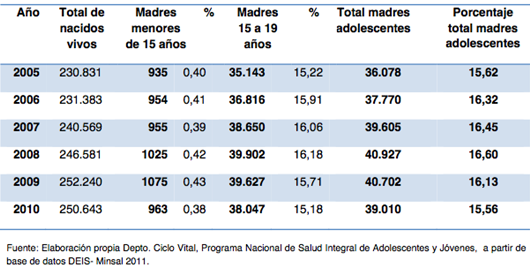 Año Total de nacidos vivos Madres menores de 15 años % Madres 15 a 19 años % Total madres adolescentes Porcentaje total madres adolescentes
2005 230.831 935 0,40 35.143 15,22 36.078 15,62
2006 231.383 954 0,41 36.816 15,91 37.770 16,32
2007 240.569 955 0,39 38.650 16,06 39.605 16,45
2008 246.581 1025 0,42 39.902 16,18 40.927 16,60
2009 252.240 1075 0,43 39.627 15,71 40.702 16,13
2010 250.643 963 0,38 38.047 15,18 39.010 15,56
Fuente: Elaboración propia Depto. Ciclo Vital, Programa Nacional de Salud Integral de Adolescentes y Jóvenes, a partir de
base de datos DEIS- Minsal 2011.